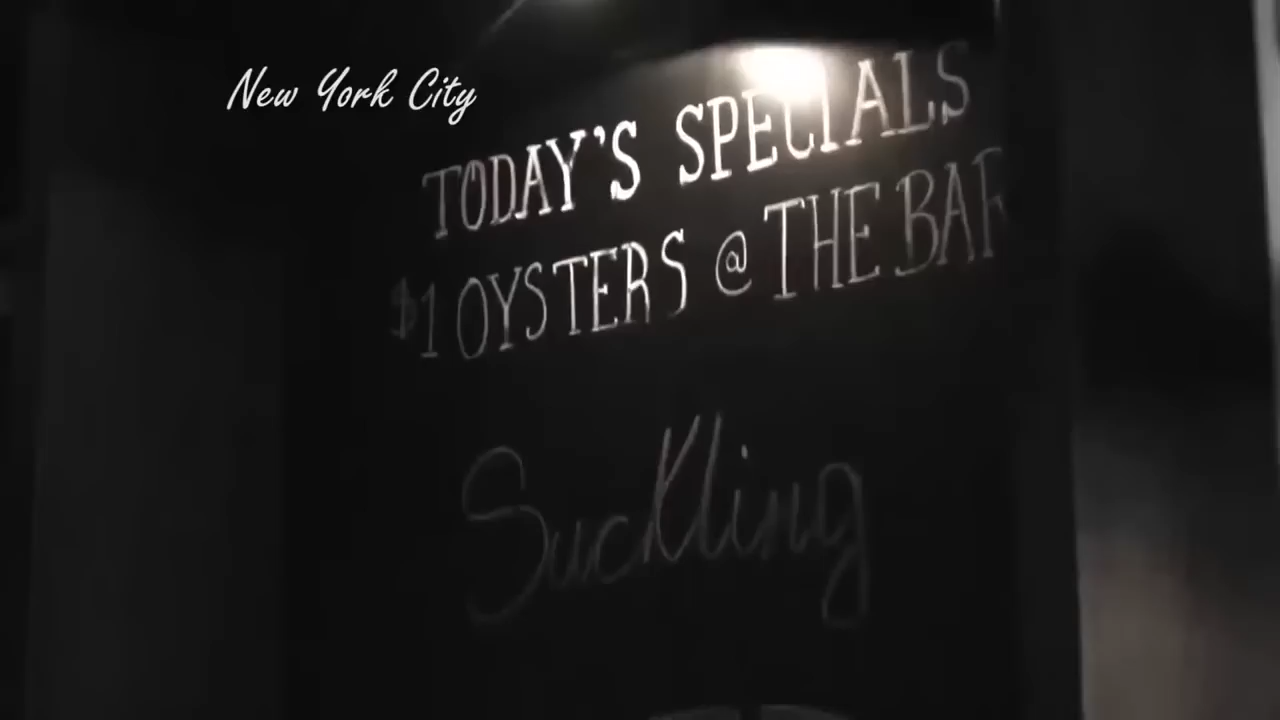 New York City
TODAY'S SPECIALS
$1 OYSTERS @ THE BAR
Suckling